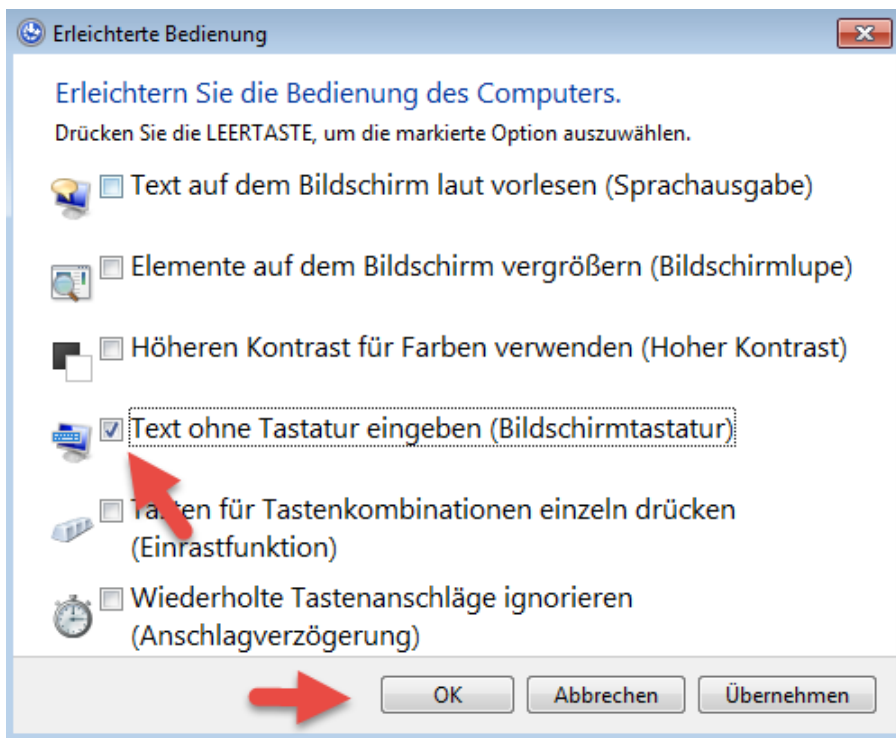 Erleichterte Bedienung
Erleichtern Sie die Bedienung des Computers.
Drücken Sie die LEERTASTE, um die markierte Option auszuwählen.
Text auf dem Bildschirm laut vorlesen (Sprachausgabe)
Elemente auf dem Bildschirm vergrößern (Bildschirmlupe)
Höheren Kontrast für Farben verwenden (Hoher Kontrast)
Text ohne Tastatur eingeben (Bildschirmtastatur)
Tasten für Tastenkombinationen einzeln drücken
(Einrastfunktion)
Wiederholte Tastenanschläge ignorieren
(Anschlagverzögerung)
OK Abbrechen Übernehmen